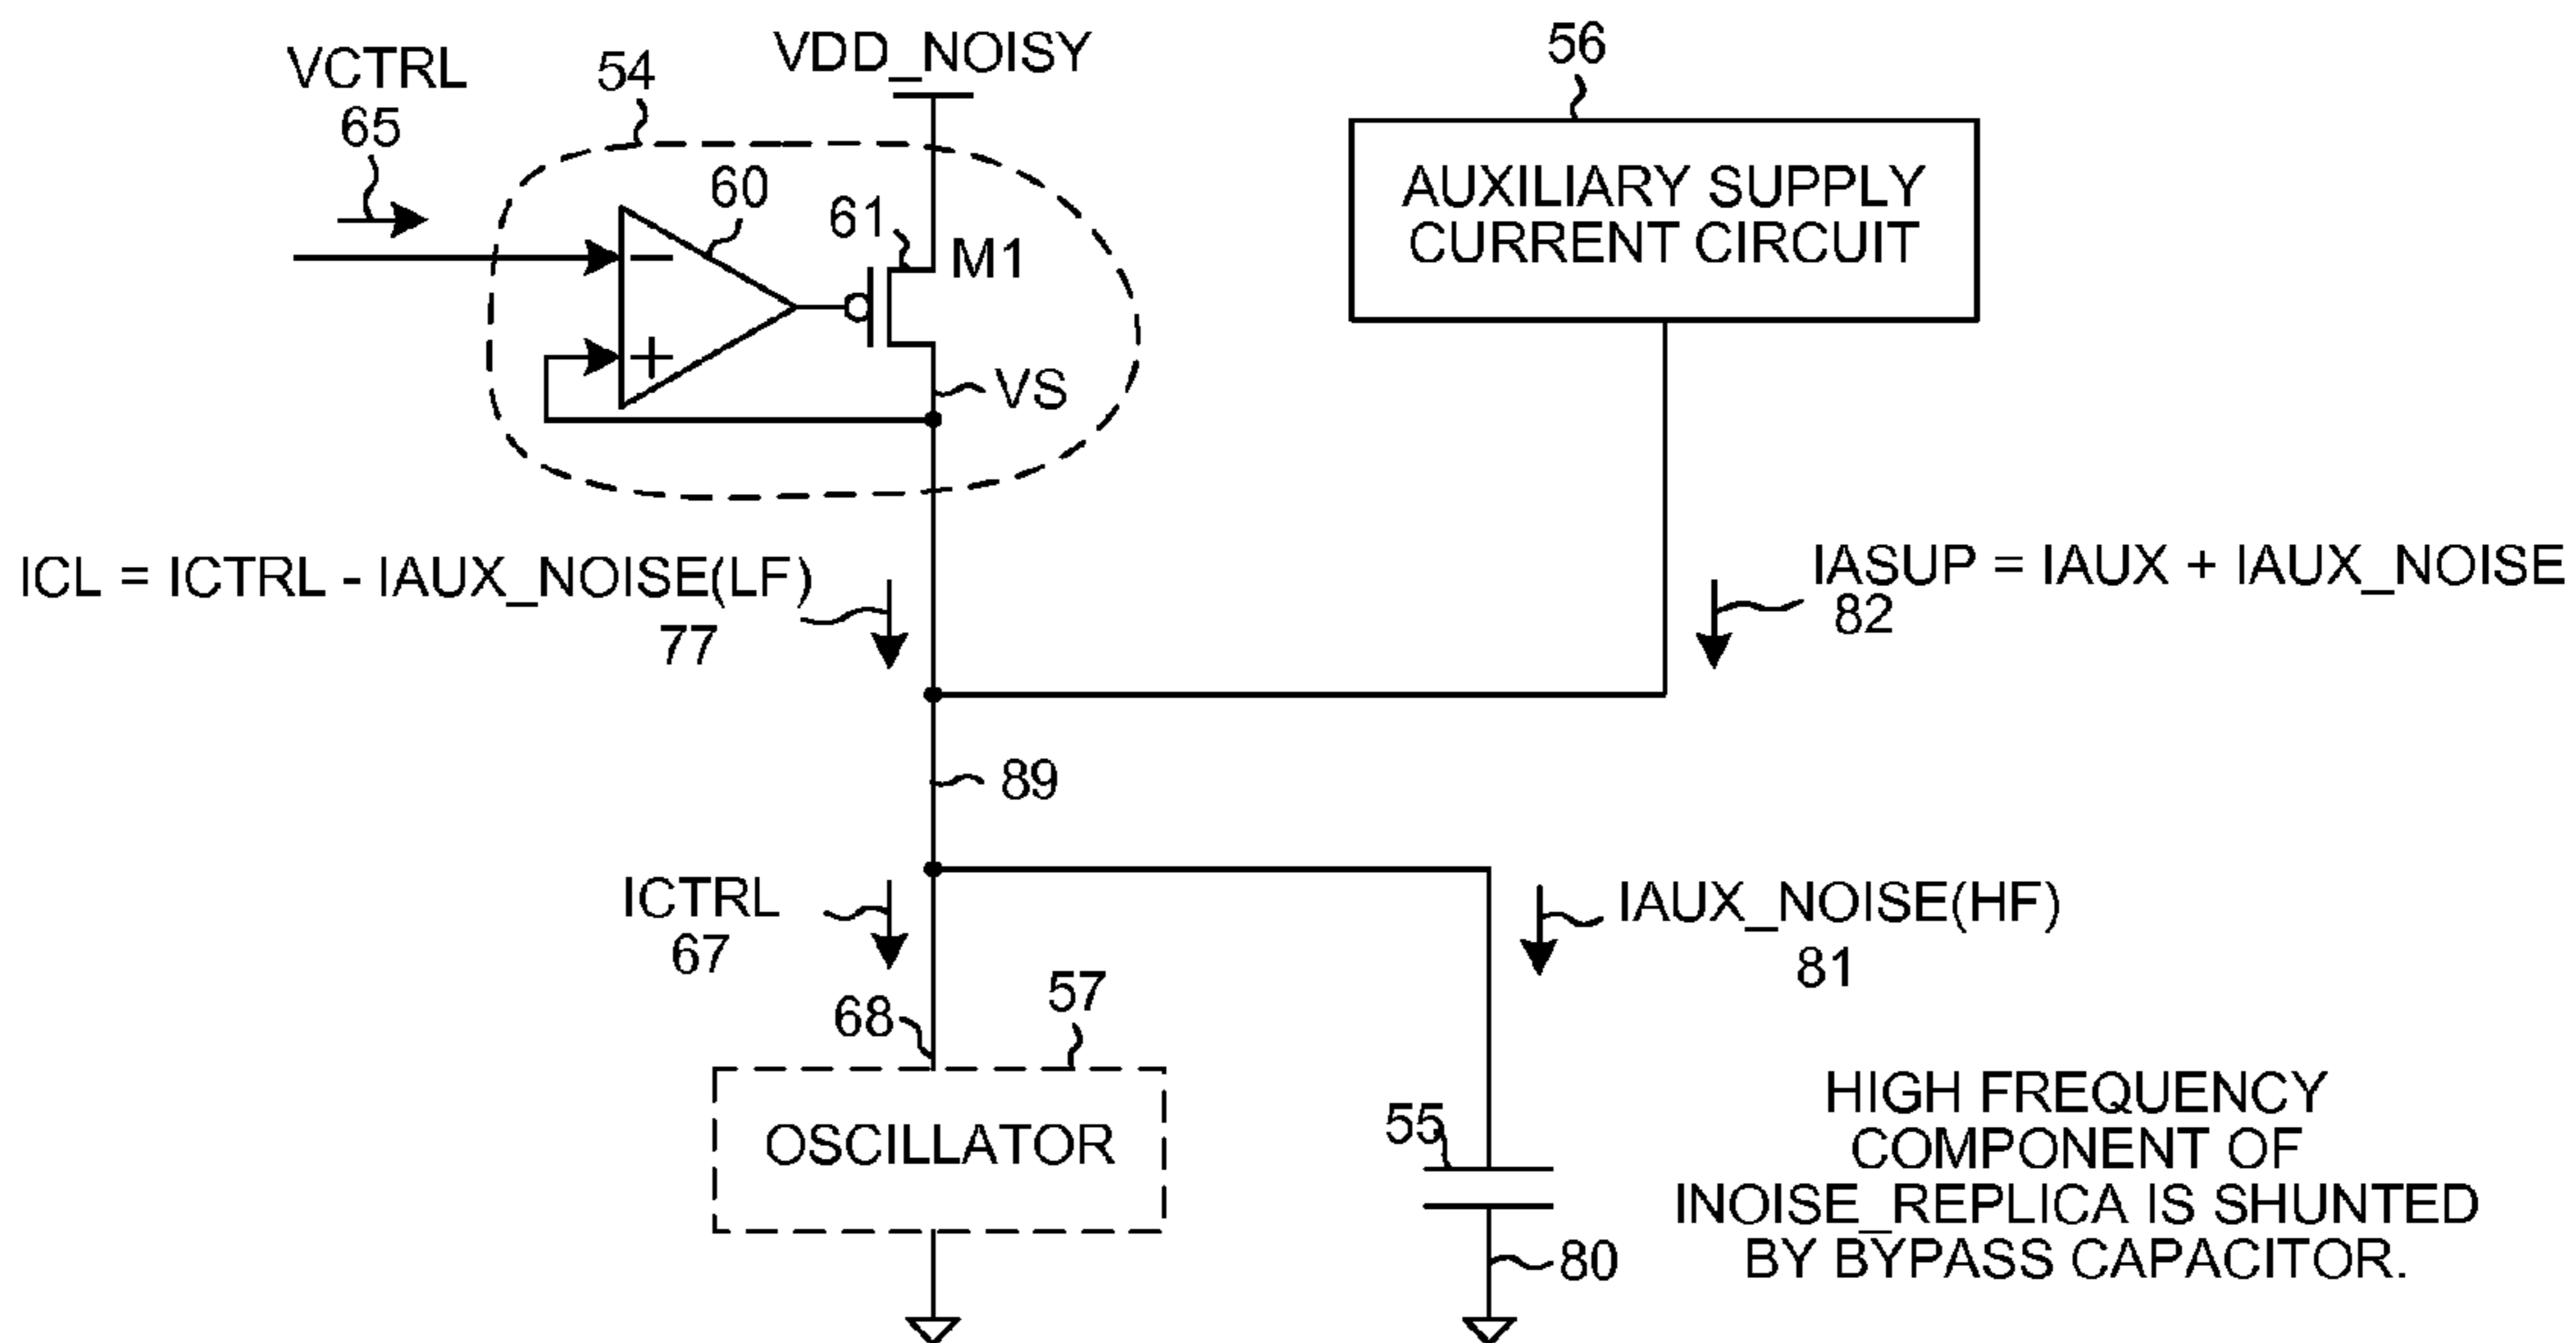 VCTRL
65
54
VDD_NOISY
56
60
61
M1
AUXILIARY SUPPLY
CURRENT CIRCUIT
−
+
VS
ICL = ICTRL - IAUX_NOISE(LF)
77
IASUP = IAUX + IAUX_NOISE
82
89
ICTRL
67
IAUX_NOISE(HF)
81
68
57
OSCILLATOR
55
80
HIGH FREQUENCY
COMPONENT OF
INOISE_REPLICA IS SHUNTED
BY BYPASS CAPACITOR.